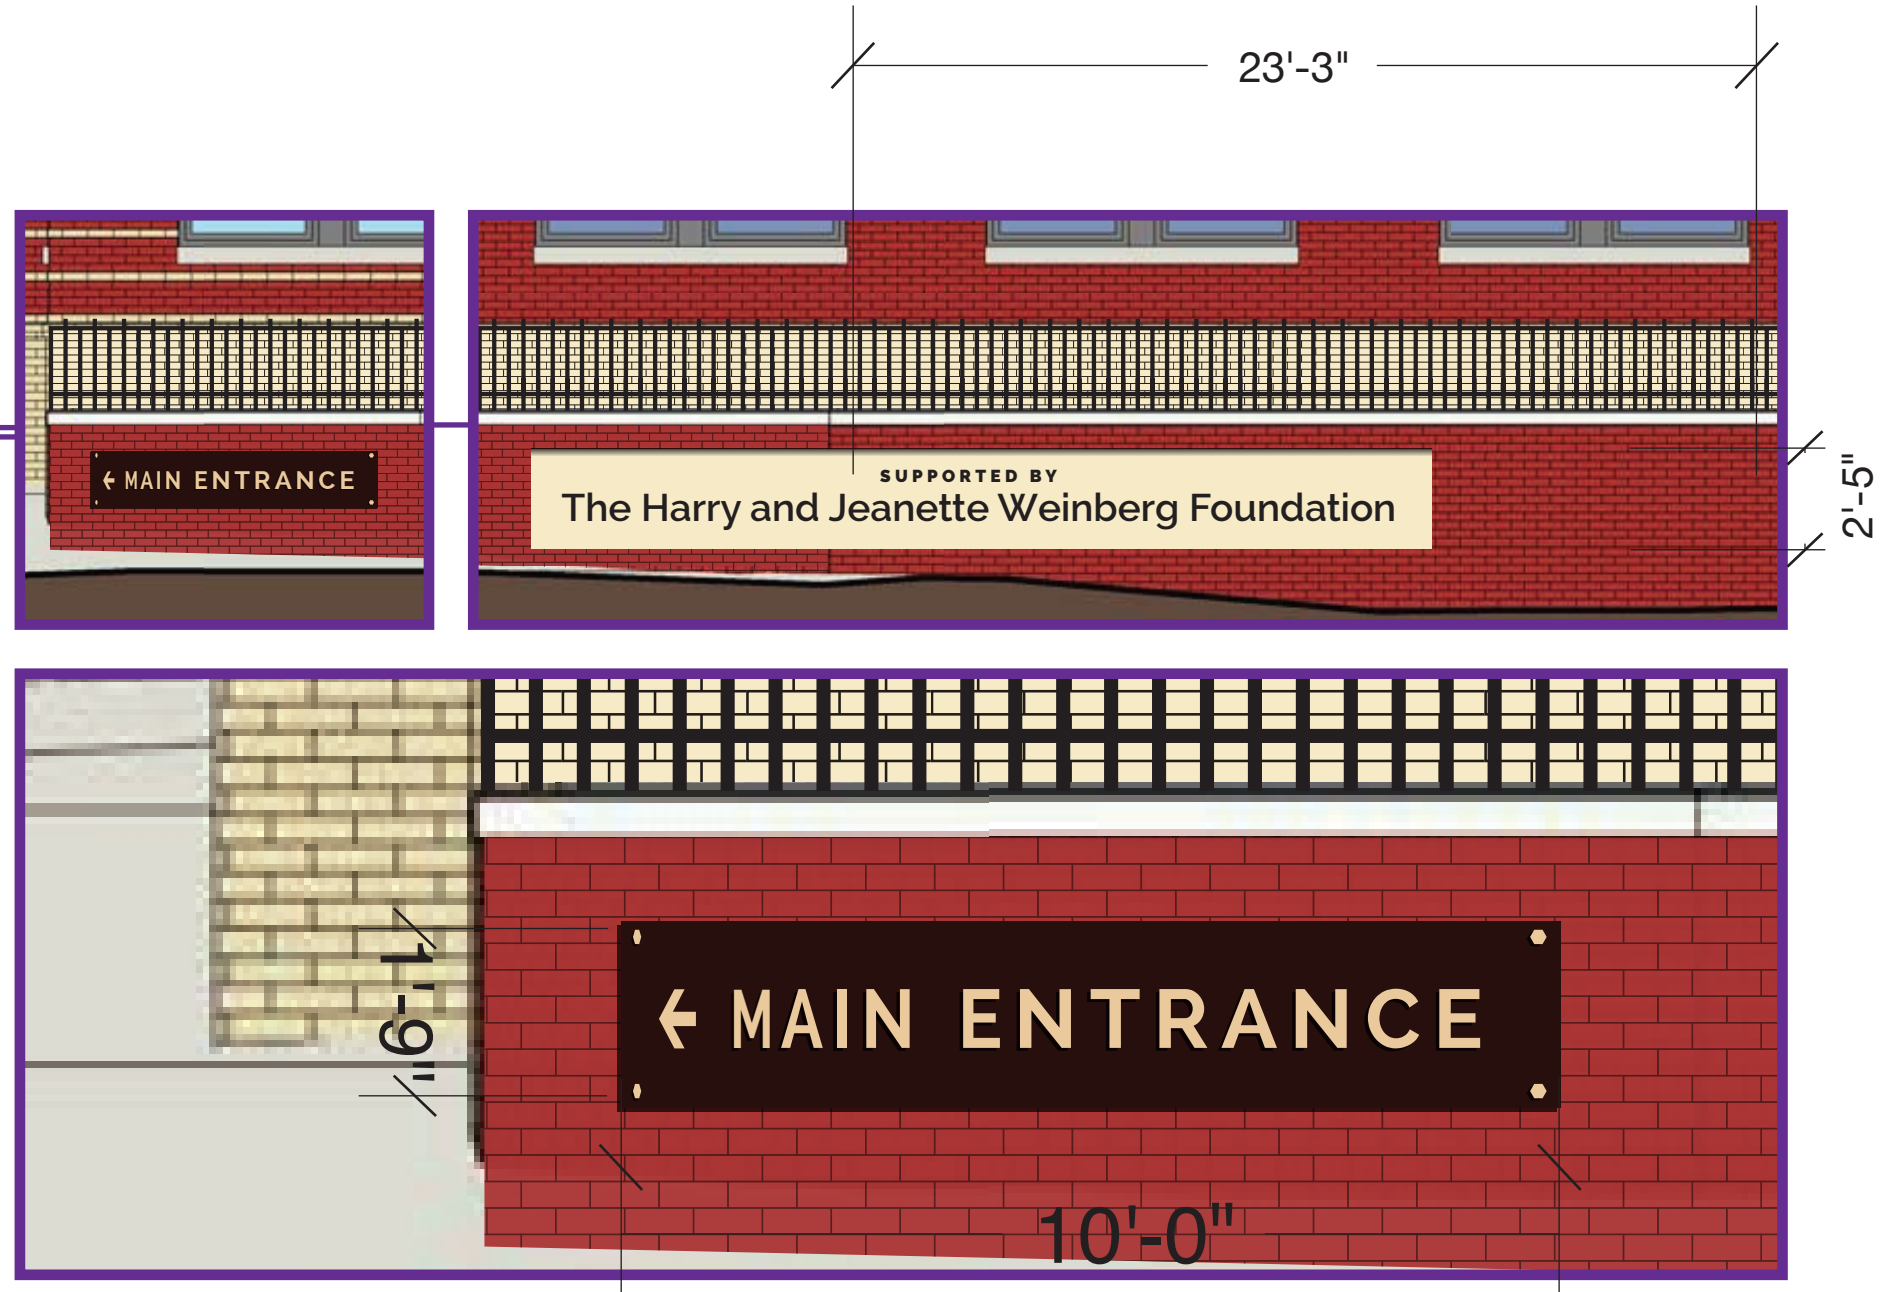 23'-3"
← MAIN ENTRANCE
SUPPORTED BY
The Harry and Jeanette Weinberg Foundation
2'-5"
1'-9"
← MAIN ENTRANCE
10'-0"